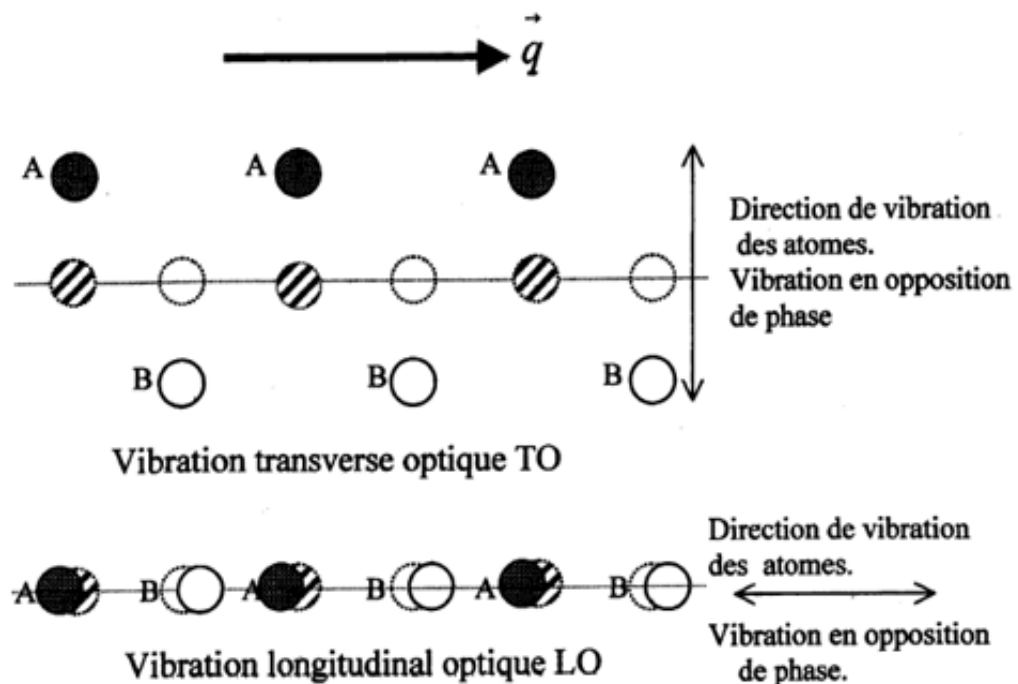 q
A A A
Direction de vibration
des atomes.
Vibration en opposition
de phase
B B B
Vibration transverse optique TO
Direction de vibration
des atomes.
A B A B A B
Vibration en opposition
de phase.
Vibration longitudinal optique LO